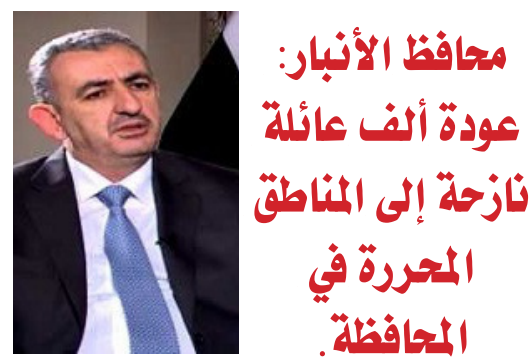 محافظ الأنبار:
عودة ألف عائلة
نازحة إلى المناطق
المحررة في
المحافظة.